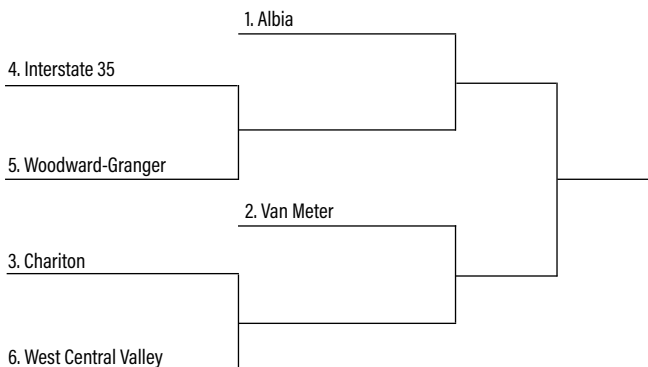 1. Albia
4. Interstate 35
5. Woodward-Granger
2. Van Meter
3. Chariton
6. West Central Valley